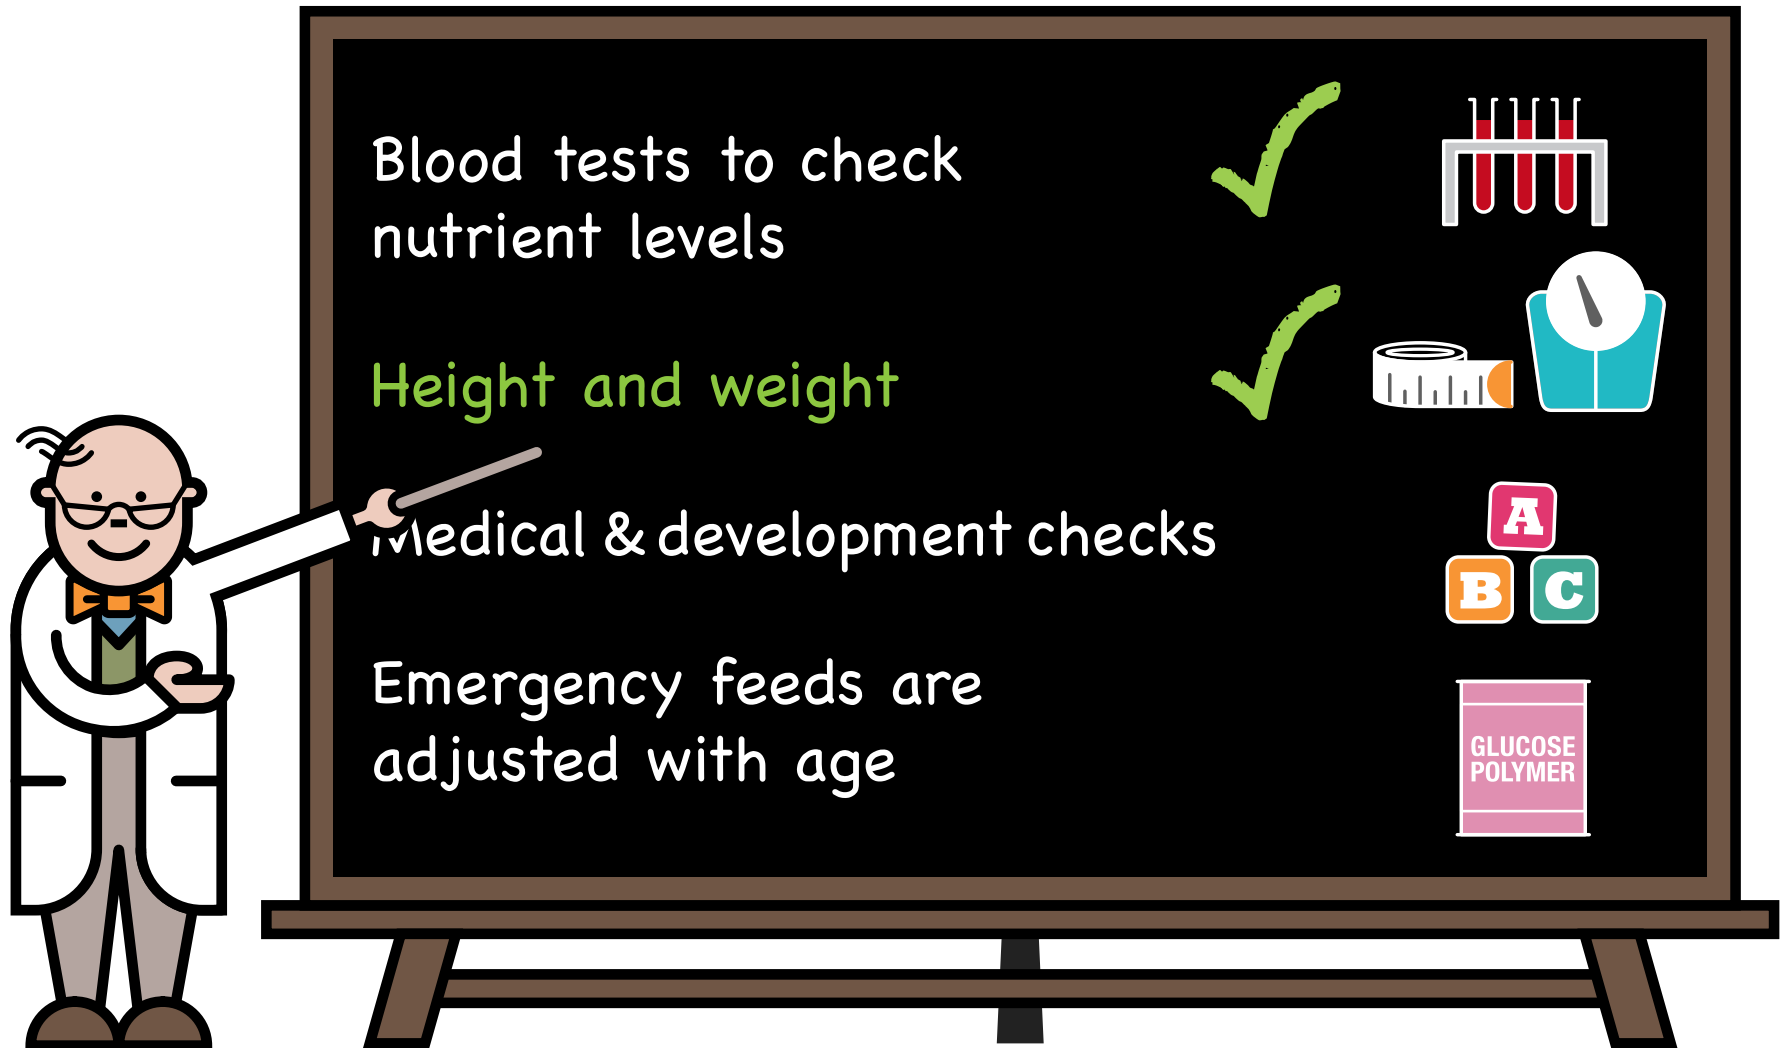 Blood tests to check
nutrient levels
Height and weight
Medical & development checks
A
B C
Emergency feeds are
adjusted with age
GLUCOSE
POLYMER